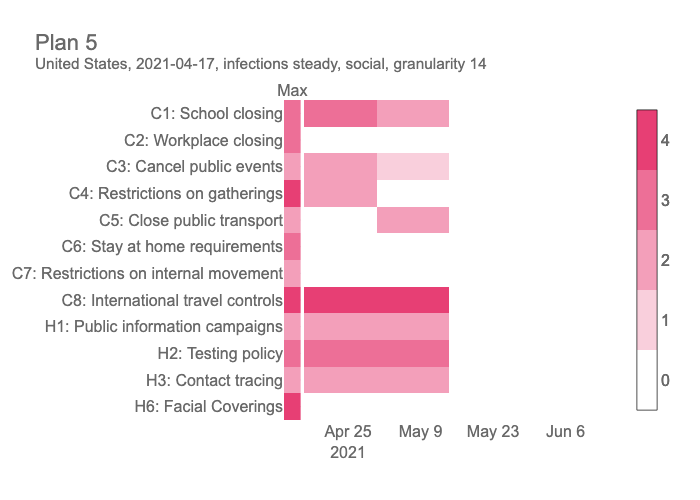 Plan 5
United States, 2021-04-17, infections steady, social, granularity 14
Max
C1: School closing
C2: Workplace closing
C3: Cancel public events
C4: Restrictions on gatherings
C5: Close public transport
C6: Stay at home requirements
C7: Restrictions on internal movement
C8: International travel controls
H1: Public information campaigns
H2: Testing policy
H3: Contact tracing
H6: Facial Coverings
Apr 25 May 9 May 23 Jun 6
2021
4
3
2
1
0